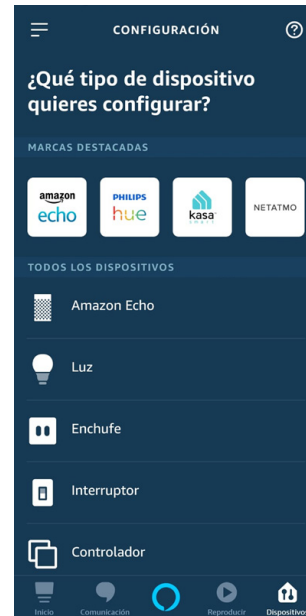 CONFIGURACIÓN
¿Qué tipo de dispositivo
quieres configurar?
MARCAS DESTACADAS
amazon
echo
PHILIPS
hue
kasa
smart
NETATMO
TODOS LOS DISPOSITIVOS
Amazon Echo
Luz
Enchufe
Interruptor
Controlador
Inicio
Comunicación
Reproducir
Dispositivos